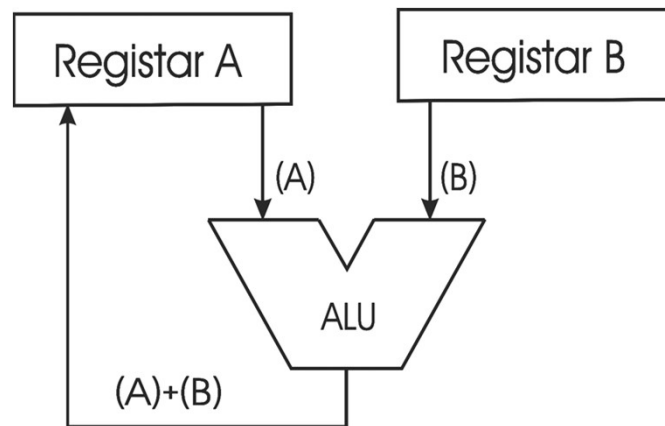 Registar A
Registar B
(A)
(B)
ALU
(A)+(B)